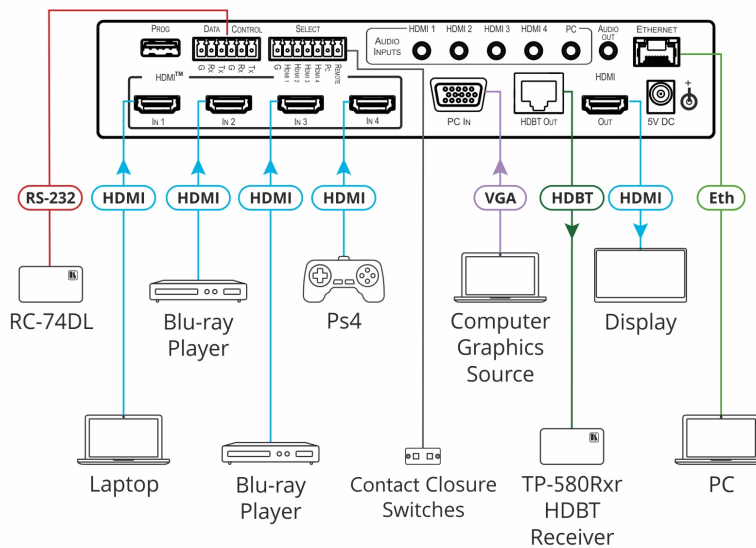 PROG
DATA CONTROL
SELECT
AUDIO INPUTS
HDMI 1
HDMI 2
HDMI 3
HDMI 4
PC
AUDIO OUT
ETHERNET
G
RX
TX
G
RX
TX
G
HDMI 1
HDMI 2
HDMI 3
HDMI 4
PC
REMOTE
HDMI™
HDMI
IN 1
IN 2
IN 3
IN 4
PC IN
HDBT OUT
OUT
5V DC
+
RS-232
HDMI
HDMI
HDMI
HDMI
VGA
HDBT
HDMI
Eth
K
RC-74DL
Blu-ray
Player
Ps4
Computer
Graphics
Source
Display
Laptop
Blu-ray
Player
Contact Closure
Switches
K
TP-580Rxr
HDBT
Receiver
PC